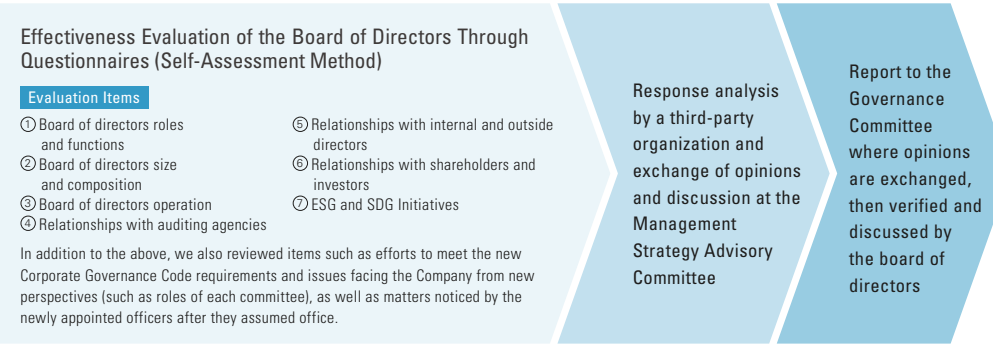 Effectiveness Evaluation of the Board of Directors Through
Questionnaires (Self-Assessment Method)
Evaluation Items
① Board of directors roles
and functions
② Board of directors size
and composition
③ Board of directors operation
④ Relationships with auditing agencies
⑤ Relationships with internal and outside
directors
⑥ Relationships with shareholders and
investors
⑦ ESG and SDG Initiatives
In addition to the above, we also reviewed items such as efforts to meet the new
Corporate Governance Code requirements and issues facing the Company from new
perspectives (such as roles of each committee), as well as matters noticed by the
newly appointed officers after they assumed office.
Response analysis
by a third-party
organization and
exchange of opinions
and discussion at the
Management
Strategy Advisory
Committee
Report to the
Governance
Committee
where opinions
are exchanged,
then verified and
discussed by
the board of
directors